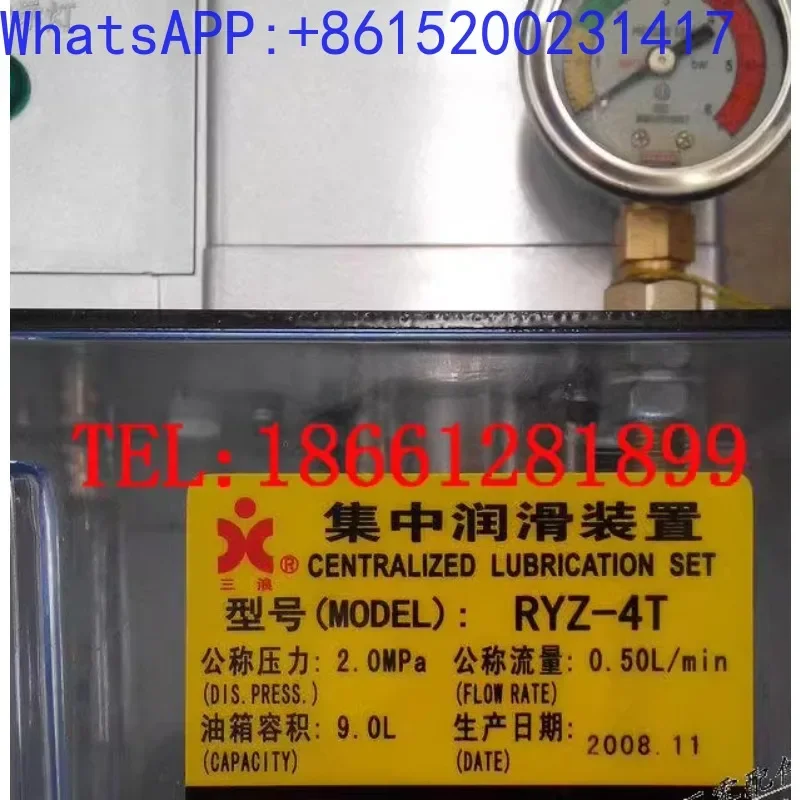 WhatsAPP:+8615200231417
bar
TEL:18661281899
集中润滑装置
CENTRALIZED LUBRICATION SET
三浪
®
型号(MODEL): RYZ-4T
公称压力: 2.0MPa 公称流量: 0.50L/min
(DIS.PRESS.) (FLOW RATE)
油箱容积: 9.0L 生产日期: 2008.11
(CAPACITY) (DATE)